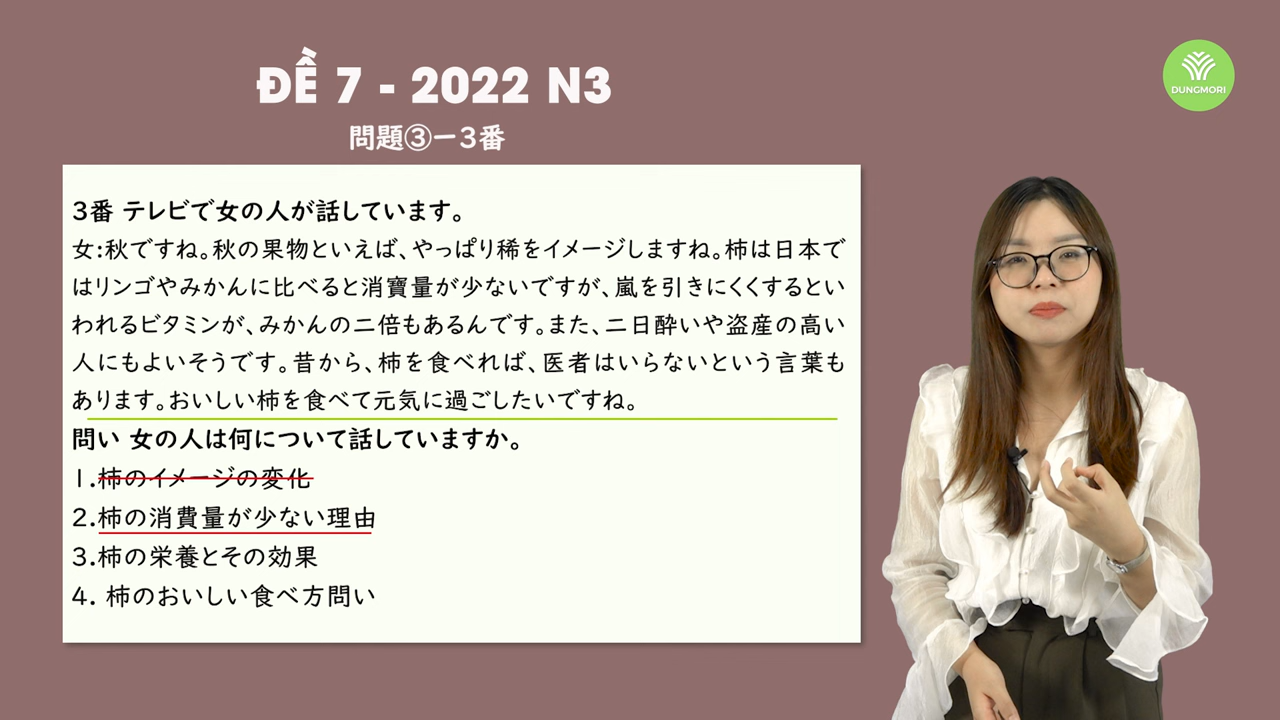 ĐỀ 7 - 2022 N3
DUNGMORI
問題③ー3番
3番 テレビで女の人が話しています。
女:秋ですね。秋の果物といえば、やっぱり稀をイメージしますね。柿は日本で
はリンゴやみかんに比べると消寶量が少ないですが、嵐を引きにくくするとい
われるビタミンが、みかんの二倍もあるんです。また、二日酔いや盗産の高い
人にもよいそうです。昔から、柿を食べれば、医者はいらないという言葉も
あります。おいしい柿を食べて元気に過ごしたいですね。
問い 女の人は何について話していますか。
1.柿のイメージの変化
2.柿の消費量が少ない理由
3.柿の栄養とその効果
4. 柿のおいしい食べ方問い